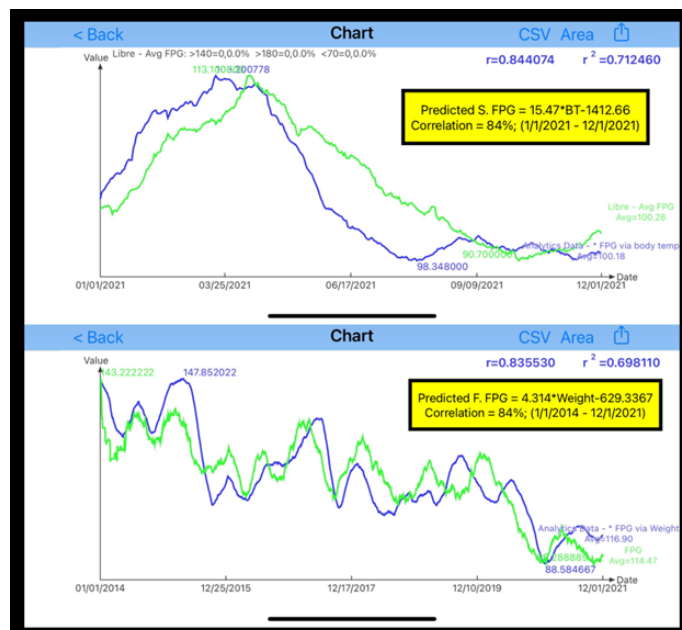 < Back
Chart
CSV Area
Value
Libre - Avg FPG: >140=0,0.0% >180=0,0.0% <70=0,0.0%
r=0.844074 r²=0.712460
Predicted S. FPG = 15.47*BT-1412.66
Correlation = 84%; (1/1/2021 - 12/1/2021)
Libre - Avg FPG
Avg=100.26
Analytics Data - * FPG via body temp
Avg=100.18
90.700000
98.348000
Date
01/01/2021 03/25/2021 06/17/2021 09/09/2021 12/01/2021
< Back
Chart
CSV Area
Value
r=0.835530 r²=0.698110
143.222222 147.852022
Predicted F. FPG = 4.314*Weight-629.3367
Correlation = 84%; (1/1/2014 - 12/1/2021)
Analytics Data - * FPG via Weight
Avg=116.90
FPG
Avg=114.47
88.584667
Date
01/01/2014 12/25/2015 12/17/2017 12/10/2019 12/01/2021